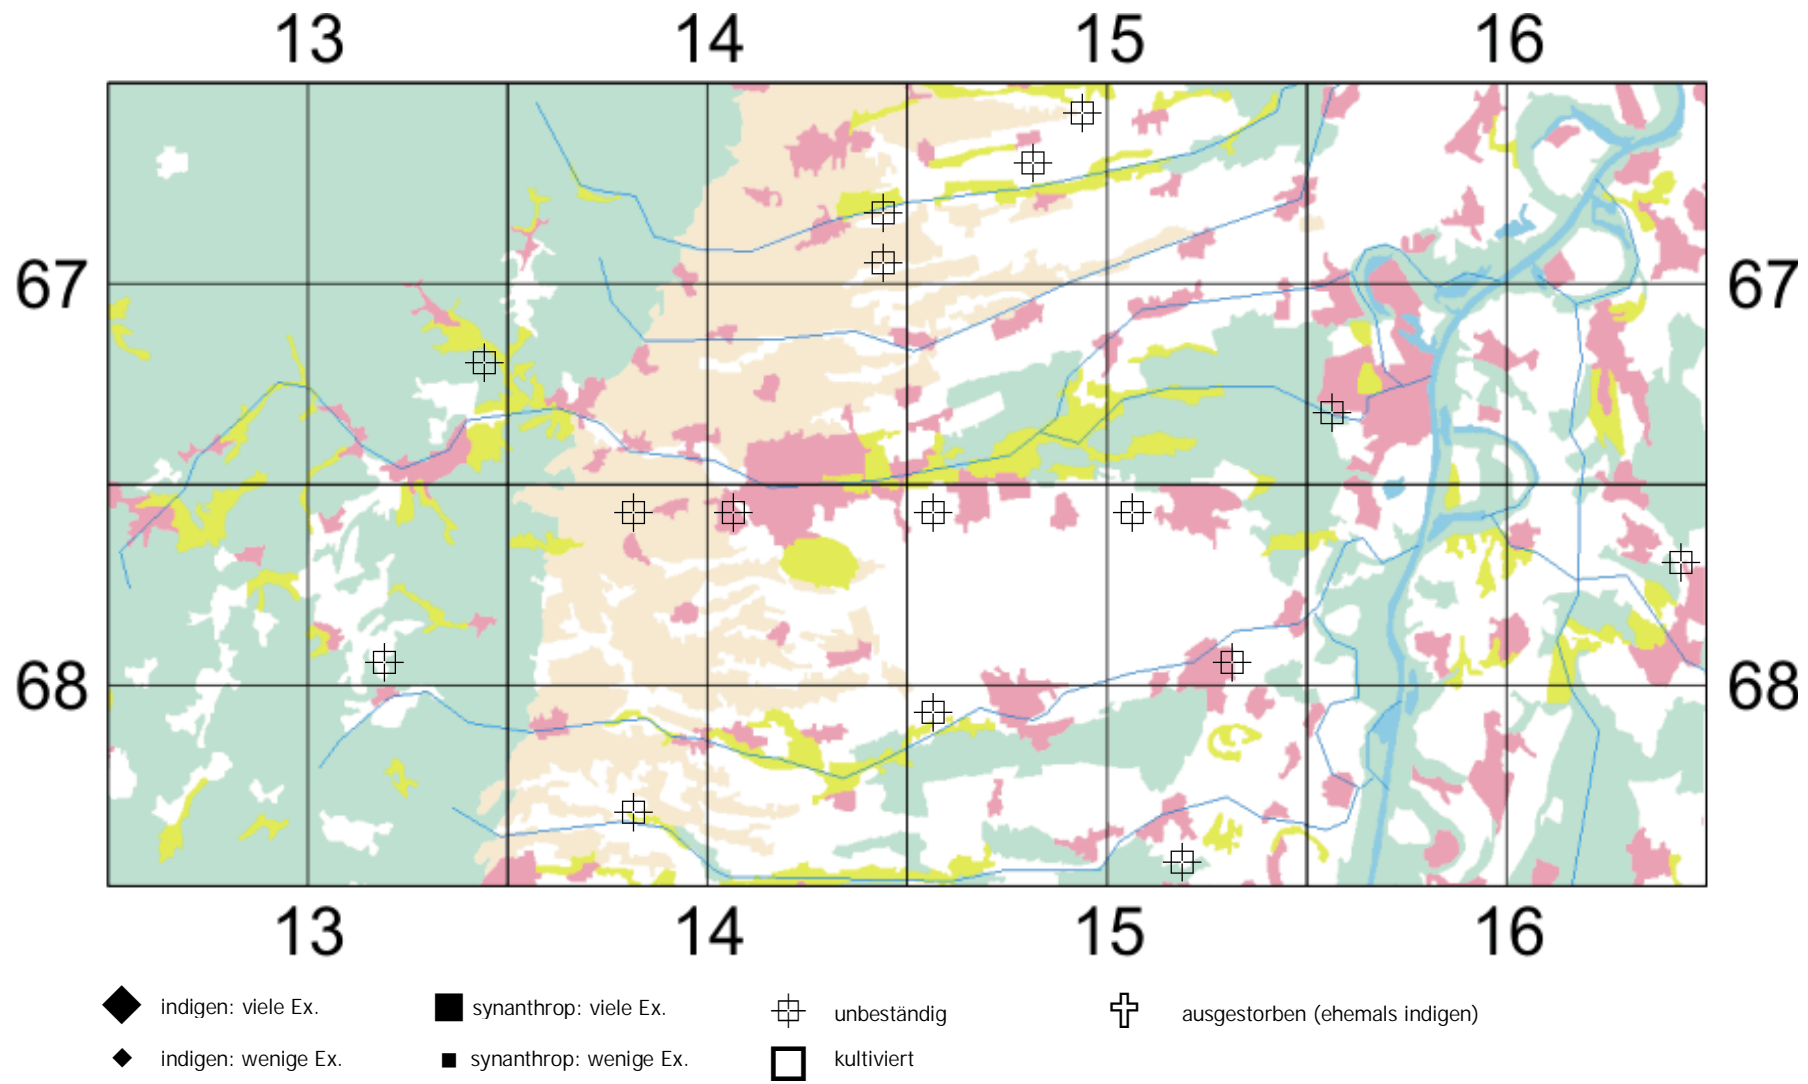 13 14 15 16
67 67
68 68
13 14 15 16
indigen: viele Ex. synanthrop: viele Ex. unbeständig ausgestorben (ehemals indigen)
indigen: wenige Ex. synanthrop: wenige Ex. kultiviert